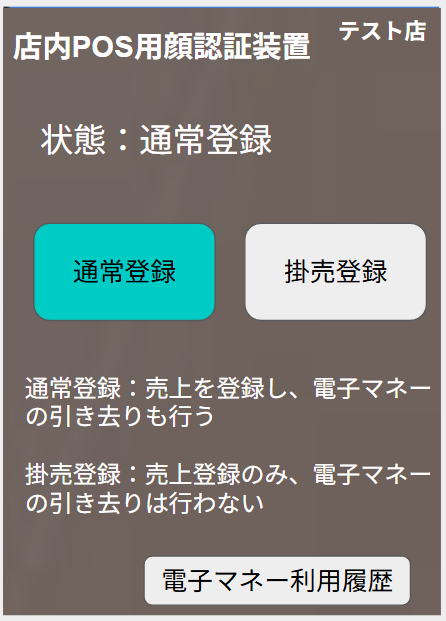 店内POS用顔認証装置
テスト店
状態：通常登録
通常登録
掛売登録
通常登録：売上を登録し、電子マネー
の引き去りも行う
掛売登録：売上登録のみ、電子マネー
の引き去りは行わない
電子マネー利用履歴